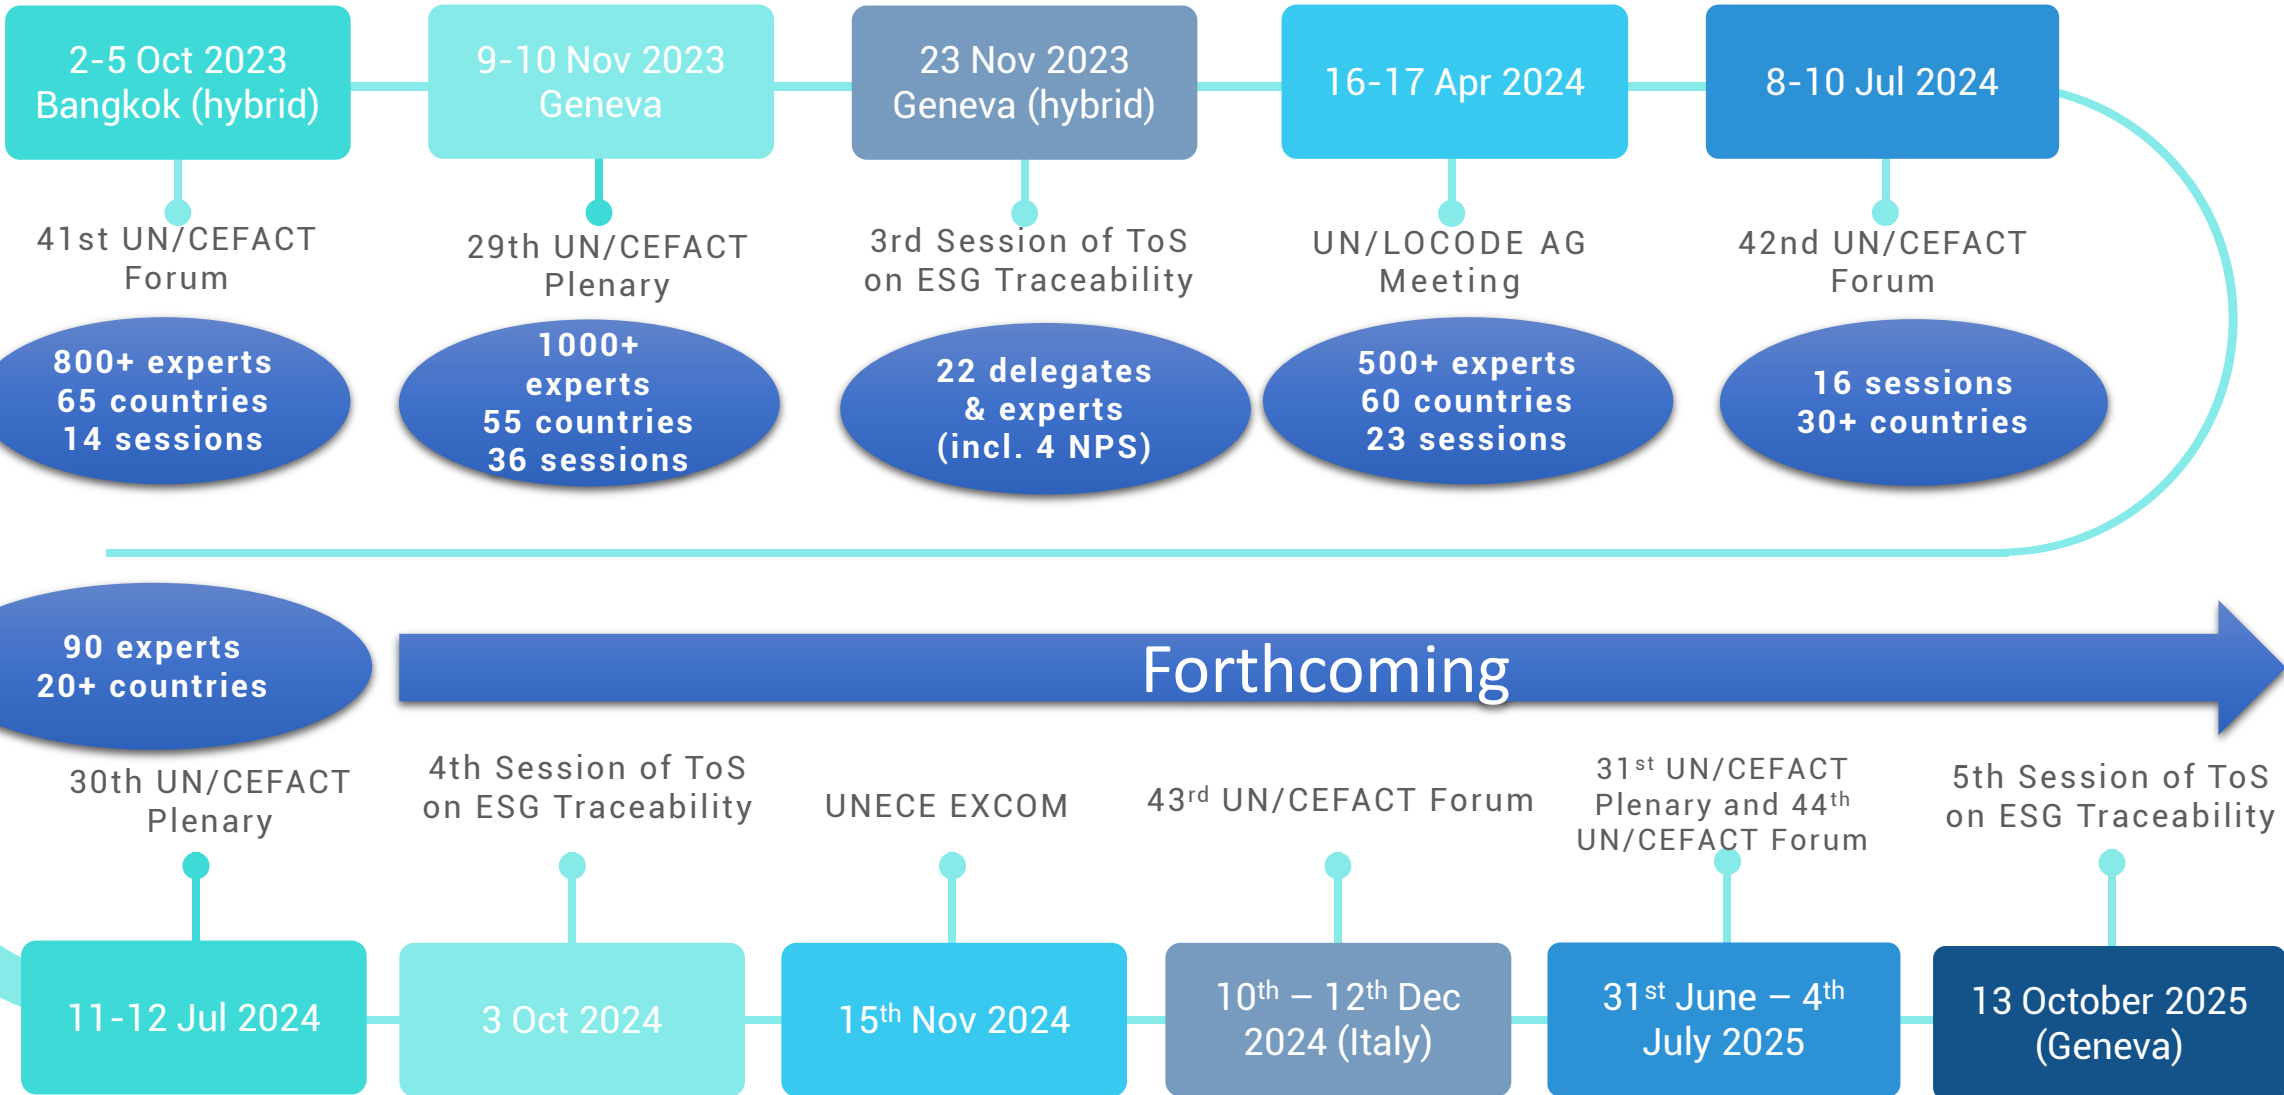 2-5 Oct 2023
Bangkok (hybrid)
9-10 Nov 2023
Geneva
23 Nov 2023
Geneva (hybrid)
16-17 Apr 2024
8-10 Jul 2024
41st UN/CEFACT
Forum
29th UN/CEFACT
Plenary
3rd Session of ToS
on ESG Traceability
UN/LOCODE AG
Meeting
42nd UN/CEFACT
Forum
800+ experts
65 countries
14 sessions
1000+
experts
55 countries
36 sessions
22 delegates
& experts
(incl. 4 NPS)
500+ experts
60 countries
23 sessions
16 sessions
30+ countries
90 experts
20+ countries
Forthcoming
30th UN/CEFACT
Plenary
4th Session of ToS
on ESG Traceability
UNECE EXCOM
43rd UN/CEFACT Forum
31st UN/CEFACT
Plenary and 44th
UN/CEFACT Forum
5th Session of ToS
on ESG Traceability
11-12 Jul 2024
3 Oct 2024
15th Nov 2024
10th – 12th Dec
2024 (Italy)
31st June – 4th
July 2025
13 October 2025
(Geneva)